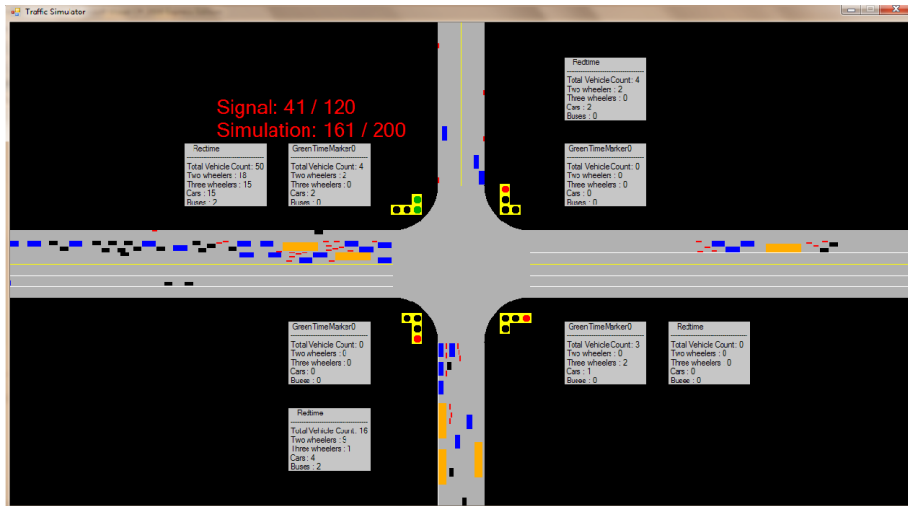 Traffic Simulator
Redtime
Total Vehicle Count: 4
Two wheelers : 2
Three wheelers : 0
Cars : 2
Buses : 0
Signal: 41 / 120
Simulation: 161 / 200
Redtime
Total Vehicle Count: 50
Two wheelers : 18
Three wheelers : 15
Cars : 15
Buses : 2
GreenTimeMarker0
Total Vehicle Count: 4
Two wheelers : 2
Three wheelers : 0
Cars : 2
Buses : 0
GreenTimeMarker0
Total Vehicle Count: 0
Two wheelers : 0
Three wheelers : 0
Cars : 0
Buses : 0
GreenTimeMarker0
Total Vehicle Count: 0
Two wheelers : 0
Three wheelers : 0
Cars : 0
Buses : 0
GreenTimeMarker0
Total Vehicle Count: 3
Two wheelers : 0
Three wheelers : 2
Cars : 1
Buses : 0
Redtime
Total Vehicle Count: 0
Two wheelers : 0
Three wheelers : 0
Cars : 0
Buses : 0
Redtime
Total Vehicle Count: 16
Two wheelers : 9
Three wheelers : 1
Cars : 4
Buses : 2